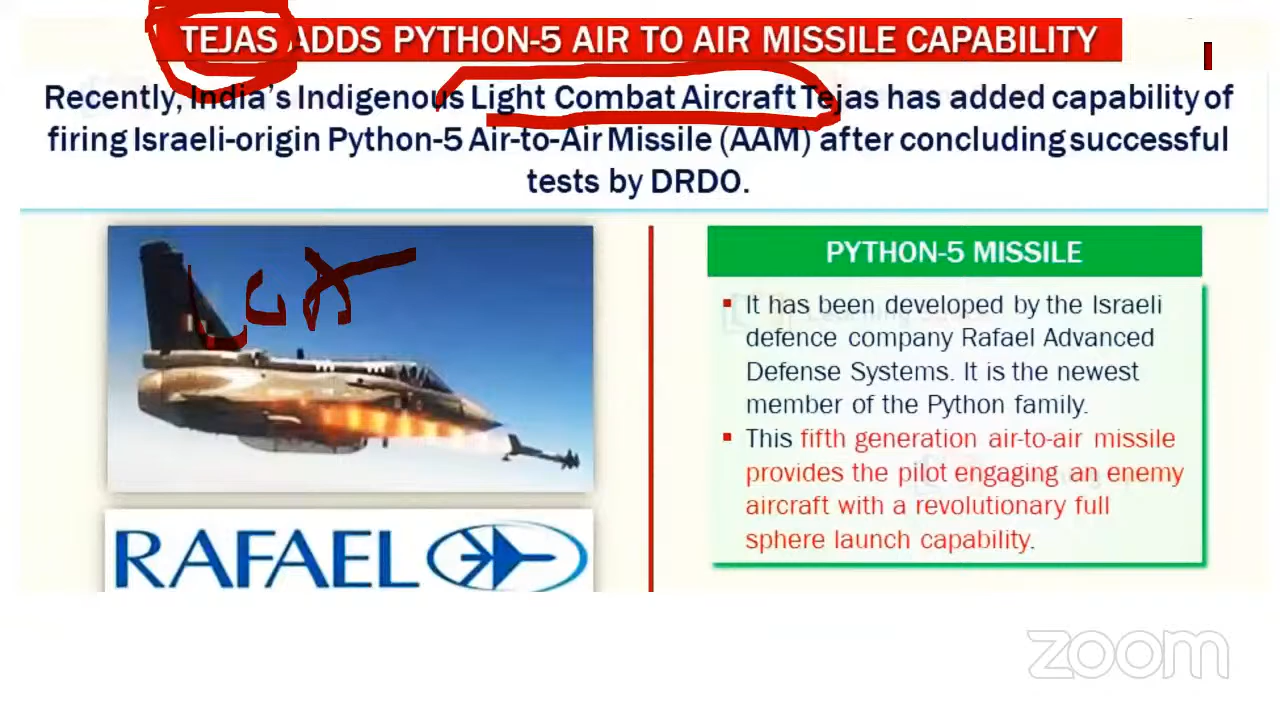 TEJAS ADDS PYTHON-5 AIR TO AIR MISSILE CAPABILITY
Recently, India's Indigenous Light Combat Aircraft Tejas has added capability of
firing Israeli-origin Python-5 Air-to-Air Missile (AAM) after concluding successful
tests by DRDO.
LCA
PYTHON-5 MISSILE
▪ It has been developed by the Israeli
defence company Rafael Advanced
Defense Systems. It is the newest
member of the Python family.
▪ This fifth generation air-to-air missile
provides the pilot engaging an enemy
aircraft with a revolutionary full
sphere launch capability.
RAFAEL
zoom